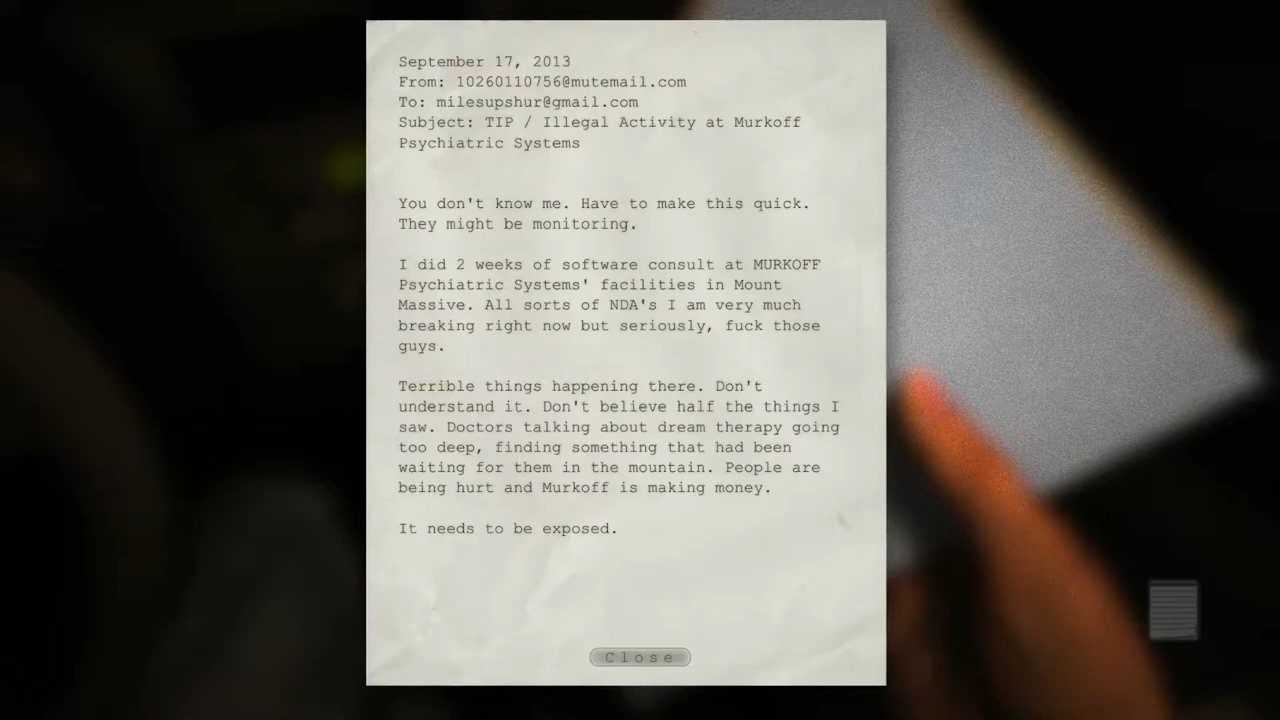 September 17, 2013
From: 10260110756@mutemail.com
To: milesupshur@gmail.com
Subject: TIP / Illegal Activity at Murkoff
Psychiatric Systems
You don't know me. Have to make this quick.
They might be monitoring.
I did 2 weeks of software consult at MURKOFF
Psychiatric Systems' facilities in Mount
Massive. All sorts of NDA's I am very much
breaking right now but seriously, fuck those
guys.
Terrible things happening there. Don't
understand it. Don't believe half the things I
saw. Doctors talking about dream therapy going
too deep, finding something that had been
waiting for them in the mountain. People are
being hurt and Murkoff is making money.
It needs to be exposed.
Close